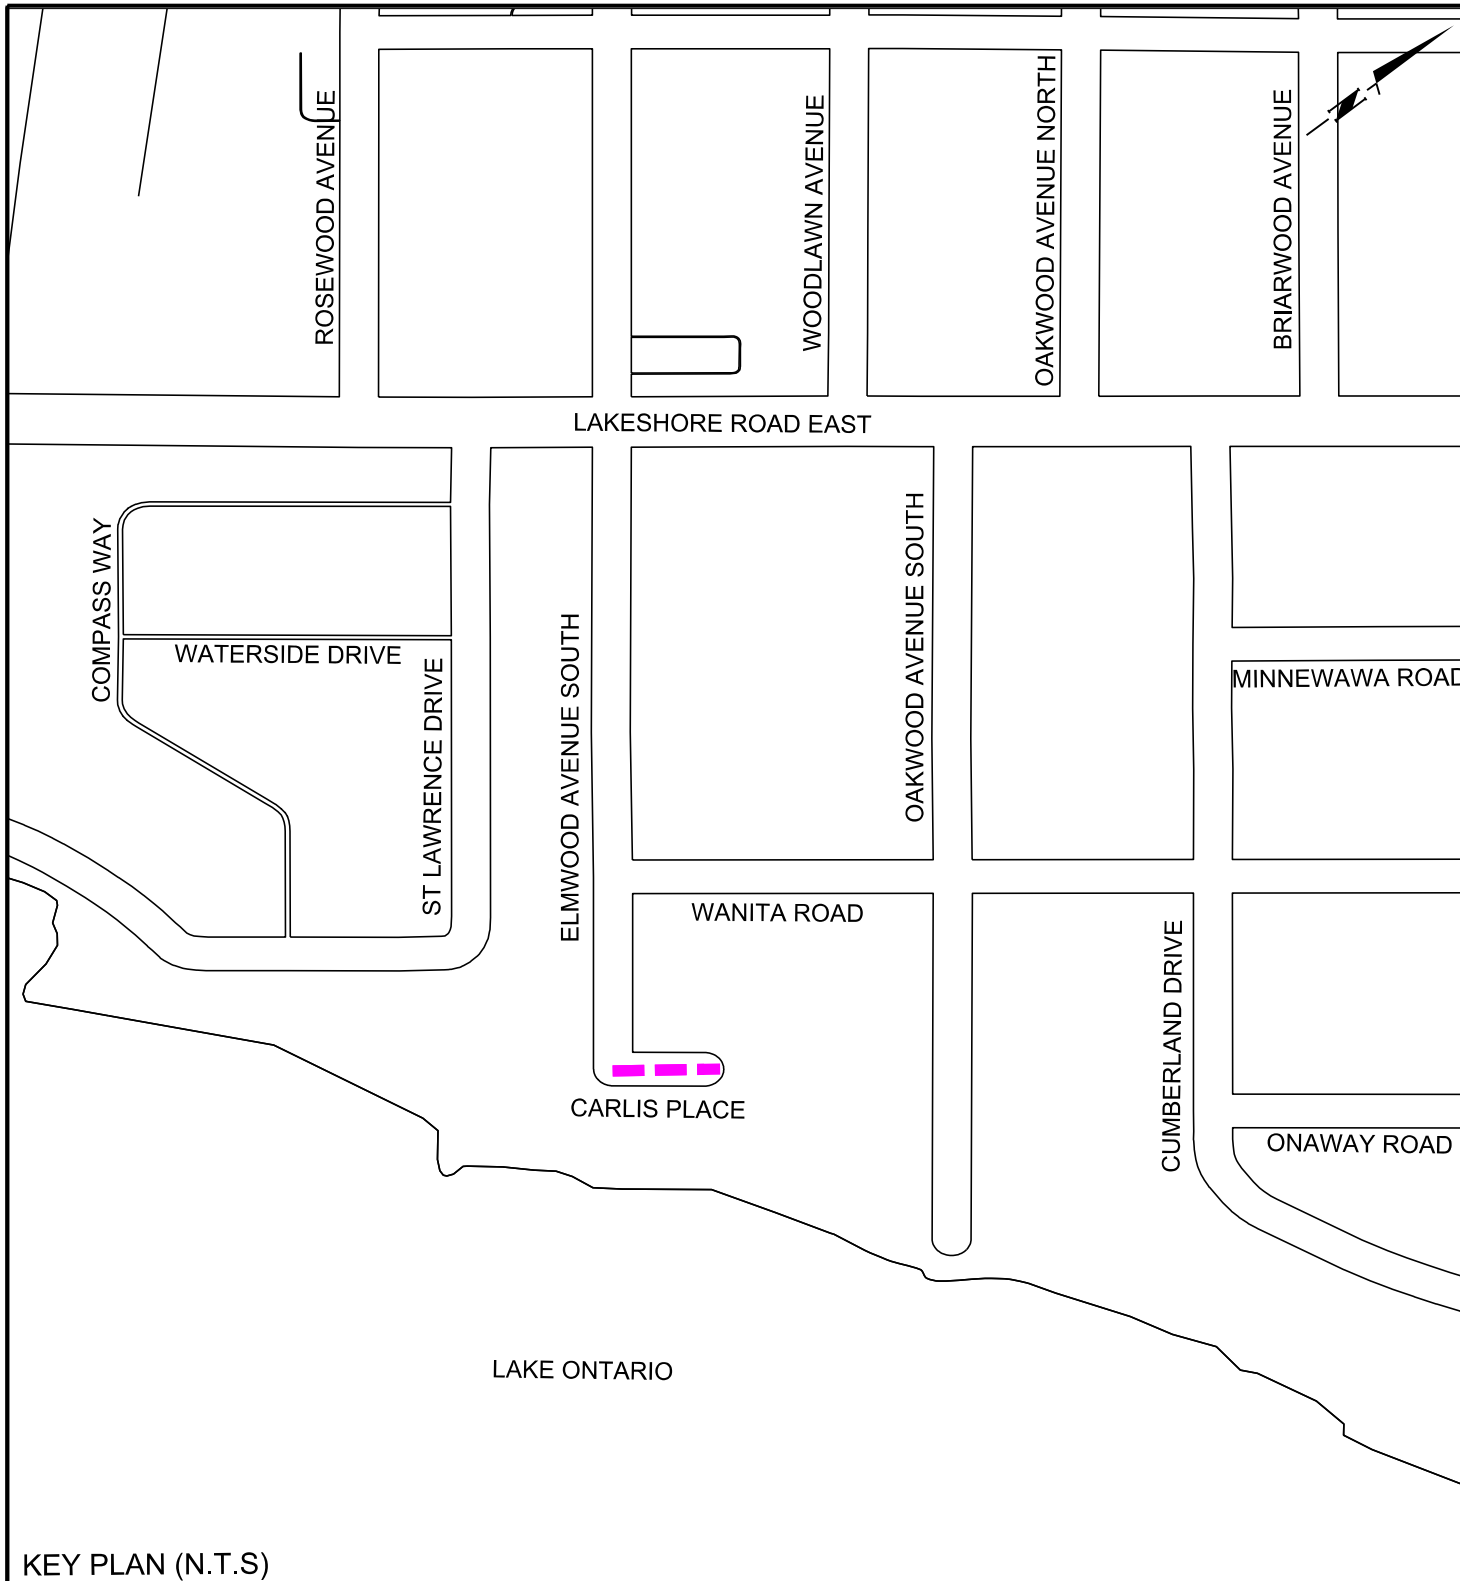 ROSEWOOD AVENUE
WOODLAWN AVENUE
OAKWOOD AVENUE NORTH
BRIARWOOD AVENUE
N
LAKESHORE ROAD EAST
COMPASS WAY
WATERSIDE DRIVE
ST LAWRENCE DRIVE
ELMWOOD AVENUE SOUTH
OAKWOOD AVENUE SOUTH
MINNEWAWA ROAD
WANITA ROAD
CUMBERLAND DRIVE
CARLIS PLACE
ONAWAY ROAD
LAKE ONTARIO
KEY PLAN (N.T.S)